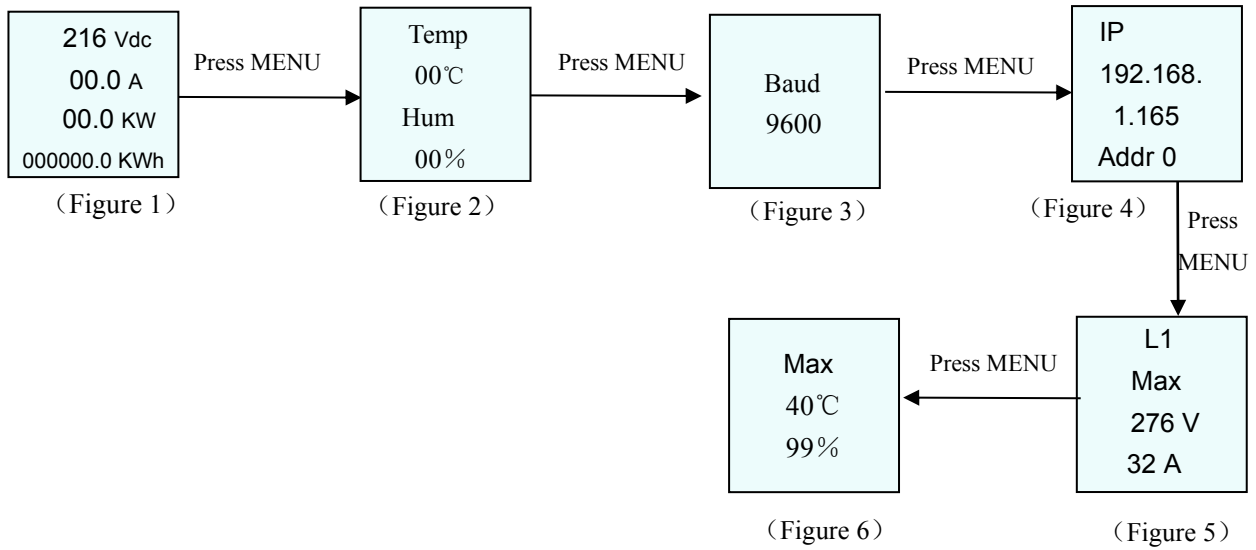 216 Vdc
00.0 A
00.0 KW
000000.0 KWh
（Figure 1）
Press MENU
Temp
00℃
Hum
00％
（Figure 2）
Press MENU
Baud
9600
（Figure 3）
Press MENU
IP
192.168.
1.165
Addr 0
（Figure 4）
Press
MENU
L1
Max
276 V
32 A
（Figure 5）
Press MENU
Max
40℃
99％
（Figure 6）